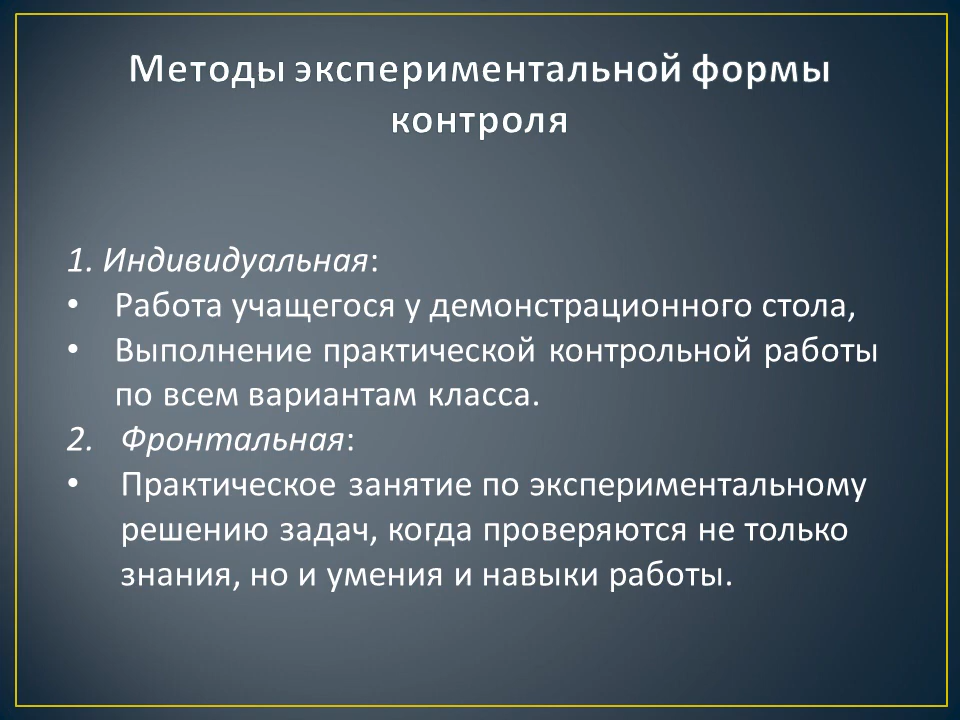 Методы экспериментальной формы
контроля
1. Индивидуальная:
• Работа учащегося у демонстрационного стола,
• Выполнение практической контрольной работы
по всем вариантам класса.
2. Фронтальная:
• Практическое занятие по экспериментальному
решению задач, когда проверяются не только
знания, но и умения и навыки работы.